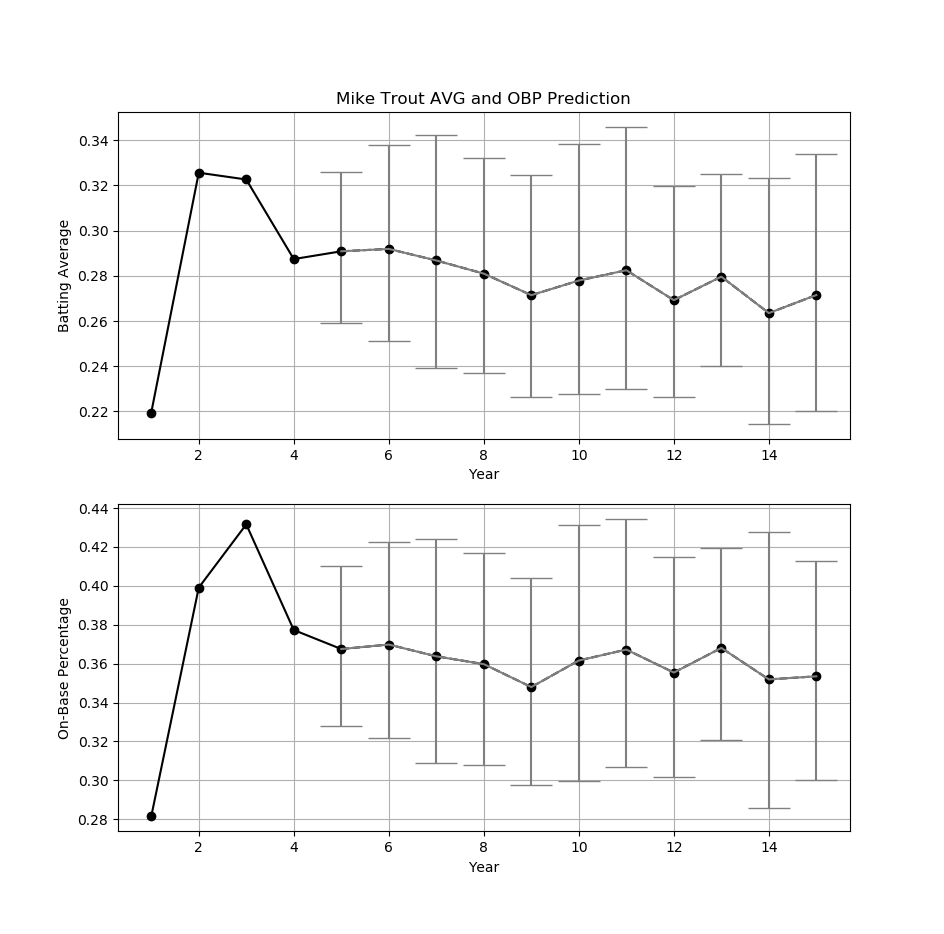 Mike Trout AVG and OBP Prediction
0.34
0.32
0.30
0.28
0.26
0.24
0.22
Batting Average
2 4 6 8 10 12 14
Year
0.44
0.42
0.40
0.38
0.36
0.34
0.32
0.30
0.28
On-Base Percentage
2 4 6 8 10 12 14
Year